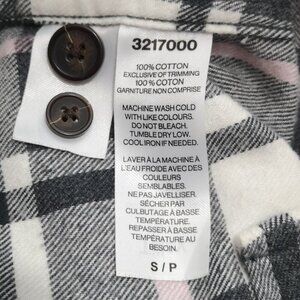 3217000
100% COTTON
EXCLUSIVE OF TRIMMING
100% COTON
GARNITURE NON COMPRISE
MACHINE WASH COLD
WITH LIKE COLOURS.
DO NOT BLEACH.
TUMBLE DRY LOW.
COOL IRON IF NEEDED.
LAVER À LA MACHINE À
L'EAU FROIDE AVEC DES
COULEURS
SEMBLABLES.
NE PAS JAVELLISER.
SÉCHER PAR
CULBUTAGE À BASSE
TEMPÉRATURE.
REPASSER À BASSE
TEMPÉRATURE AU
BESOIN.
S / P